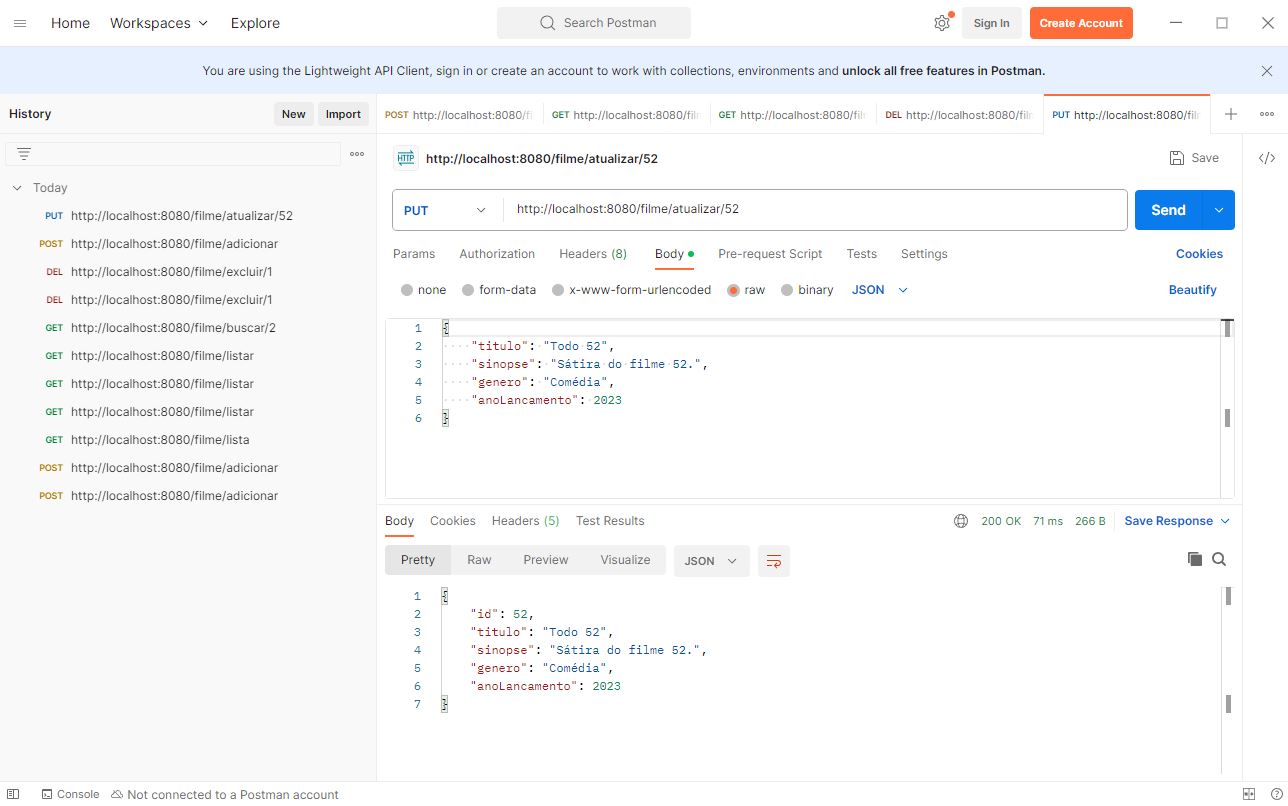 Home Workspaces Explore Search Postman Sign In Create Account
You are using the Lightweight API Client, sign in or create an account to work with collections, environments and unlock all free features in Postman.
History New Import
POST http://localhost:8080/fil GET http://localhost:8080/fil GET http://localhost:8080/fil DEL http://localhost:8080/film PUT http://localhost:8080/film
Today
PUT http://localhost:8080/filme/atualizar/52
POST http://localhost:8080/filme/adicionar
DEL http://localhost:8080/filme/excluir/1
DEL http://localhost:8080/filme/excluir/1
GET http://localhost:8080/filme/buscar/2
GET http://localhost:8080/filme/listar
GET http://localhost:8080/filme/listar
GET http://localhost:8080/filme/listar
GET http://localhost:8080/filme/lista
POST http://localhost:8080/filme/adicionar
POST http://localhost:8080/filme/adicionar
HTTP http://localhost:8080/filme/atualizar/52 Save </>
PUT http://localhost:8080/filme/atualizar/52 Send
Params Authorization Headers (8) Body Pre-request Script Tests Settings Cookies
none form-data x-www-form-urlencoded raw binary JSON Beautify
1 {
2 ····"titulo": "Todo·52",
3 ····"sinopse": "Sátira·do·filme·52.",
4 ····"genero": "Comédia",
5 ····"anoLancamento":·2023
6 }
Body Cookies Headers (5) Test Results 200 OK 71 ms 266 B Save Response
Pretty Raw Preview Visualize JSON
1 {
2 "id": 52,
3 "titulo": "Todo 52",
4 "sinopse": "Sátira do filme 52.",
5 "genero": "Comédia",
6 "anoLancamento": 2023
7 }
Console Not connected to a Postman account